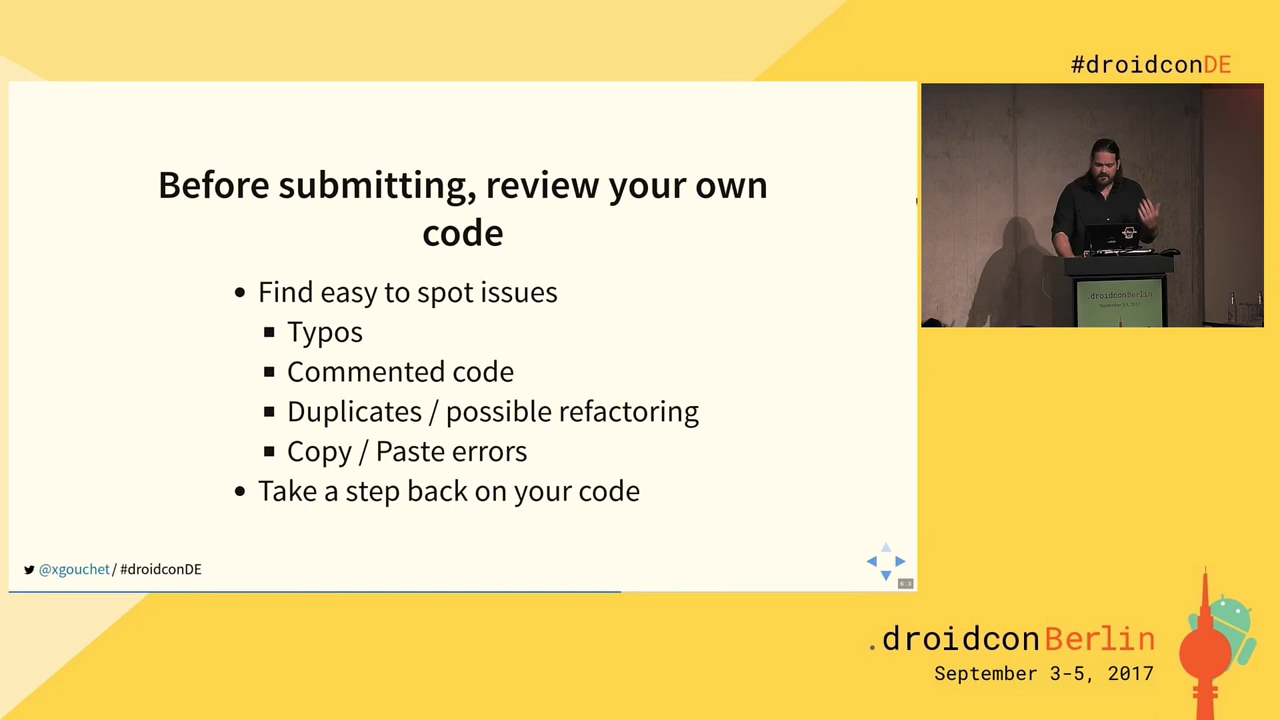 #droidconDE
Before submitting, review your own
code
• Find easy to spot issues
▪ Typos
▪ Commented code
▪ Duplicates / possible refactoring
▪ Copy / Paste errors
• Take a step back on your code
@xgouchet / #droidconDE
.droidconBerlin
.droidconBerlin
September 3-5, 2017